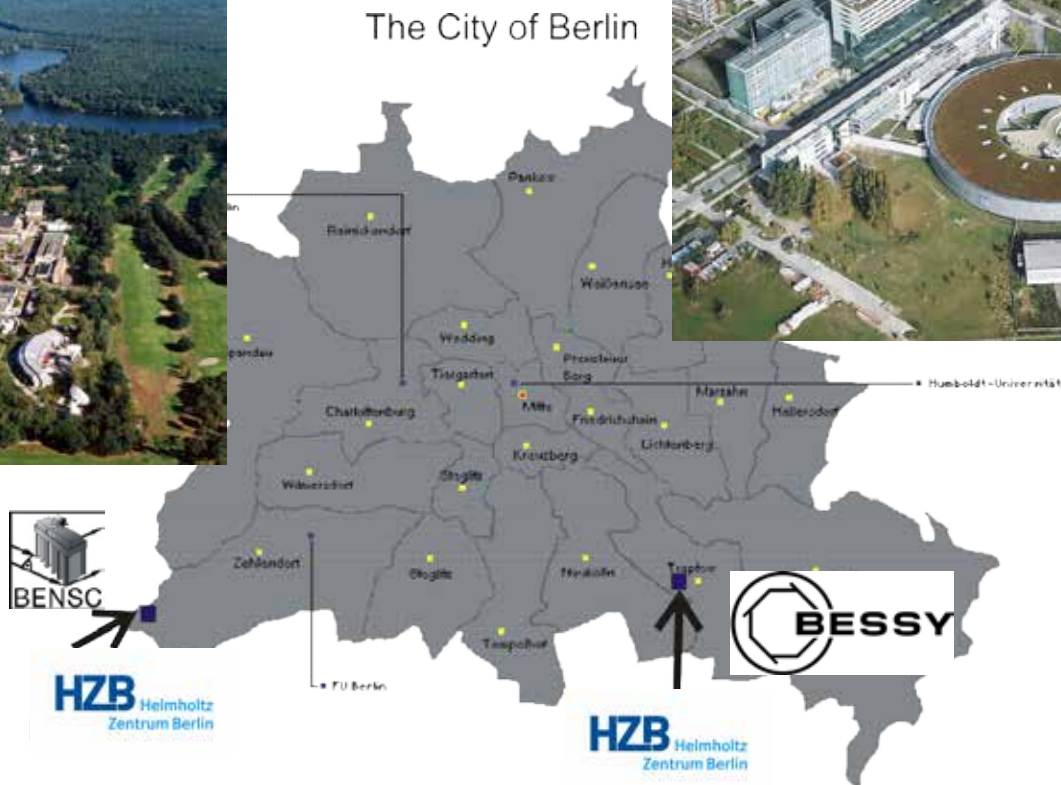 The City of Berlin
Pankow
Reinickendorf
Weißensee
Wedding
Prenzlauer
Berg
pandau
Tiergarten
Humboldt-Universität
Marzahn
Mitte
Hellersdorf
Charlottenburg
Friedrichshain
Lichtenberg
Kreuzberg
Steglitz
Wilmersdorf
BENSC
Zehlendorf
Steglitz
Neukölln
Treptow
BESSY
Tempelhof
FU Berlin
HZB Helmholtz
Zentrum Berlin
HZB Helmholtz
Zentrum Berlin